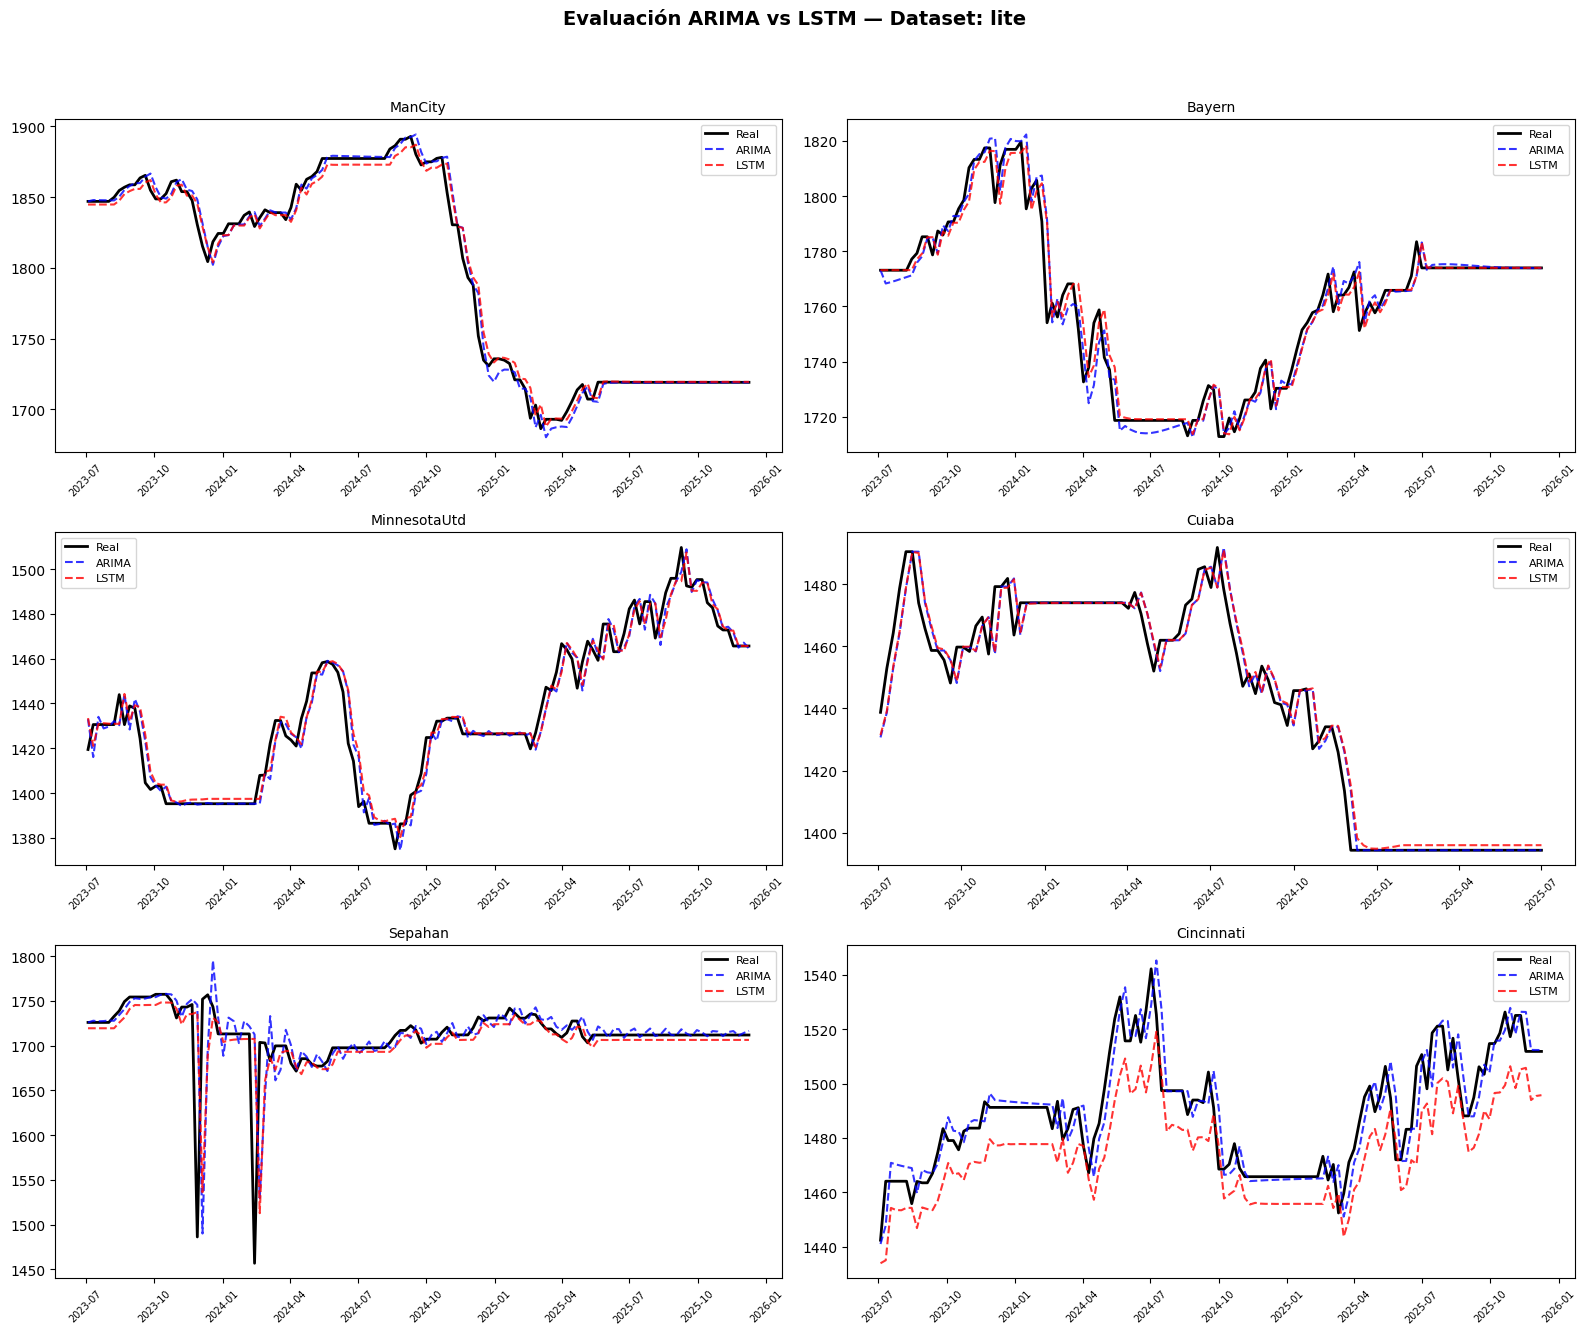 Evaluación ARIMA vs LSTM — Dataset: lite
ManCity
1900
1850
1800
1750
1700
Real
ARIMA
LSTM
2023-07 2023-10 2024-01 2024-04 2024-07 2024-10 2025-01 2025-04 2025-07 2025-10 2026-01
Bayern
1820
1800
1780
1760
1740
1720
Real
ARIMA
LSTM
2023-07 2023-10 2024-01 2024-04 2024-07 2024-10 2025-01 2025-04 2025-07 2025-10 2026-01
MinnesotaUtd
1500
1480
1460
1440
1420
1400
1380
Real
ARIMA
LSTM
2023-07 2023-10 2024-01 2024-04 2024-07 2024-10 2025-01 2025-04 2025-07 2025-10 2026-01
Cuiaba
1480
1460
1440
1420
1400
Real
ARIMA
LSTM
2023-07 2023-10 2024-01 2024-04 2024-07 2024-10 2025-01 2025-04 2025-07
Sepahan
1800
1750
1700
1650
1600
1550
1500
1450
Real
ARIMA
LSTM
2023-07 2023-10 2024-01 2024-04 2024-07 2024-10 2025-01 2025-04 2025-07 2025-10 2026-01
Cincinnati
1540
1520
1500
1480
1460
1440
Real
ARIMA
LSTM
2023-07 2023-10 2024-01 2024-04 2024-07 2024-10 2025-01 2025-04 2025-07 2025-10 2026-01